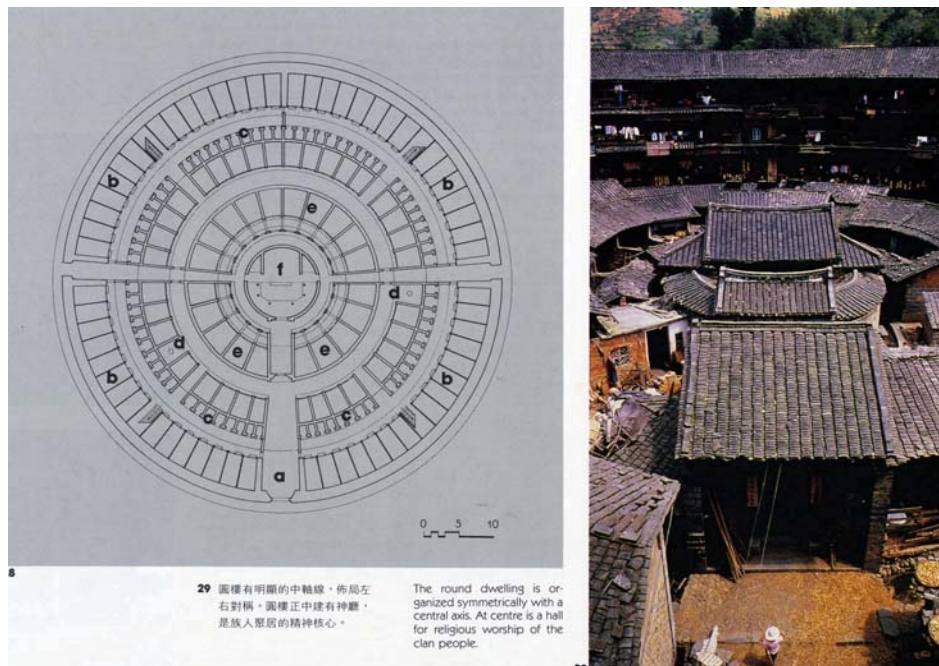 c
b
b
e
f
d
d
e
e
b
b
c
c
a
0 5 10
8
29 圓樓有明顯的中軸線，佈局左
右對稱。圓樓正中建有神廳，
是族人聚居的精神核心。
The round dwelling is or-
ganized symmetrically with a
central axis. At centre is a hall
for religious worship of the
clan people.